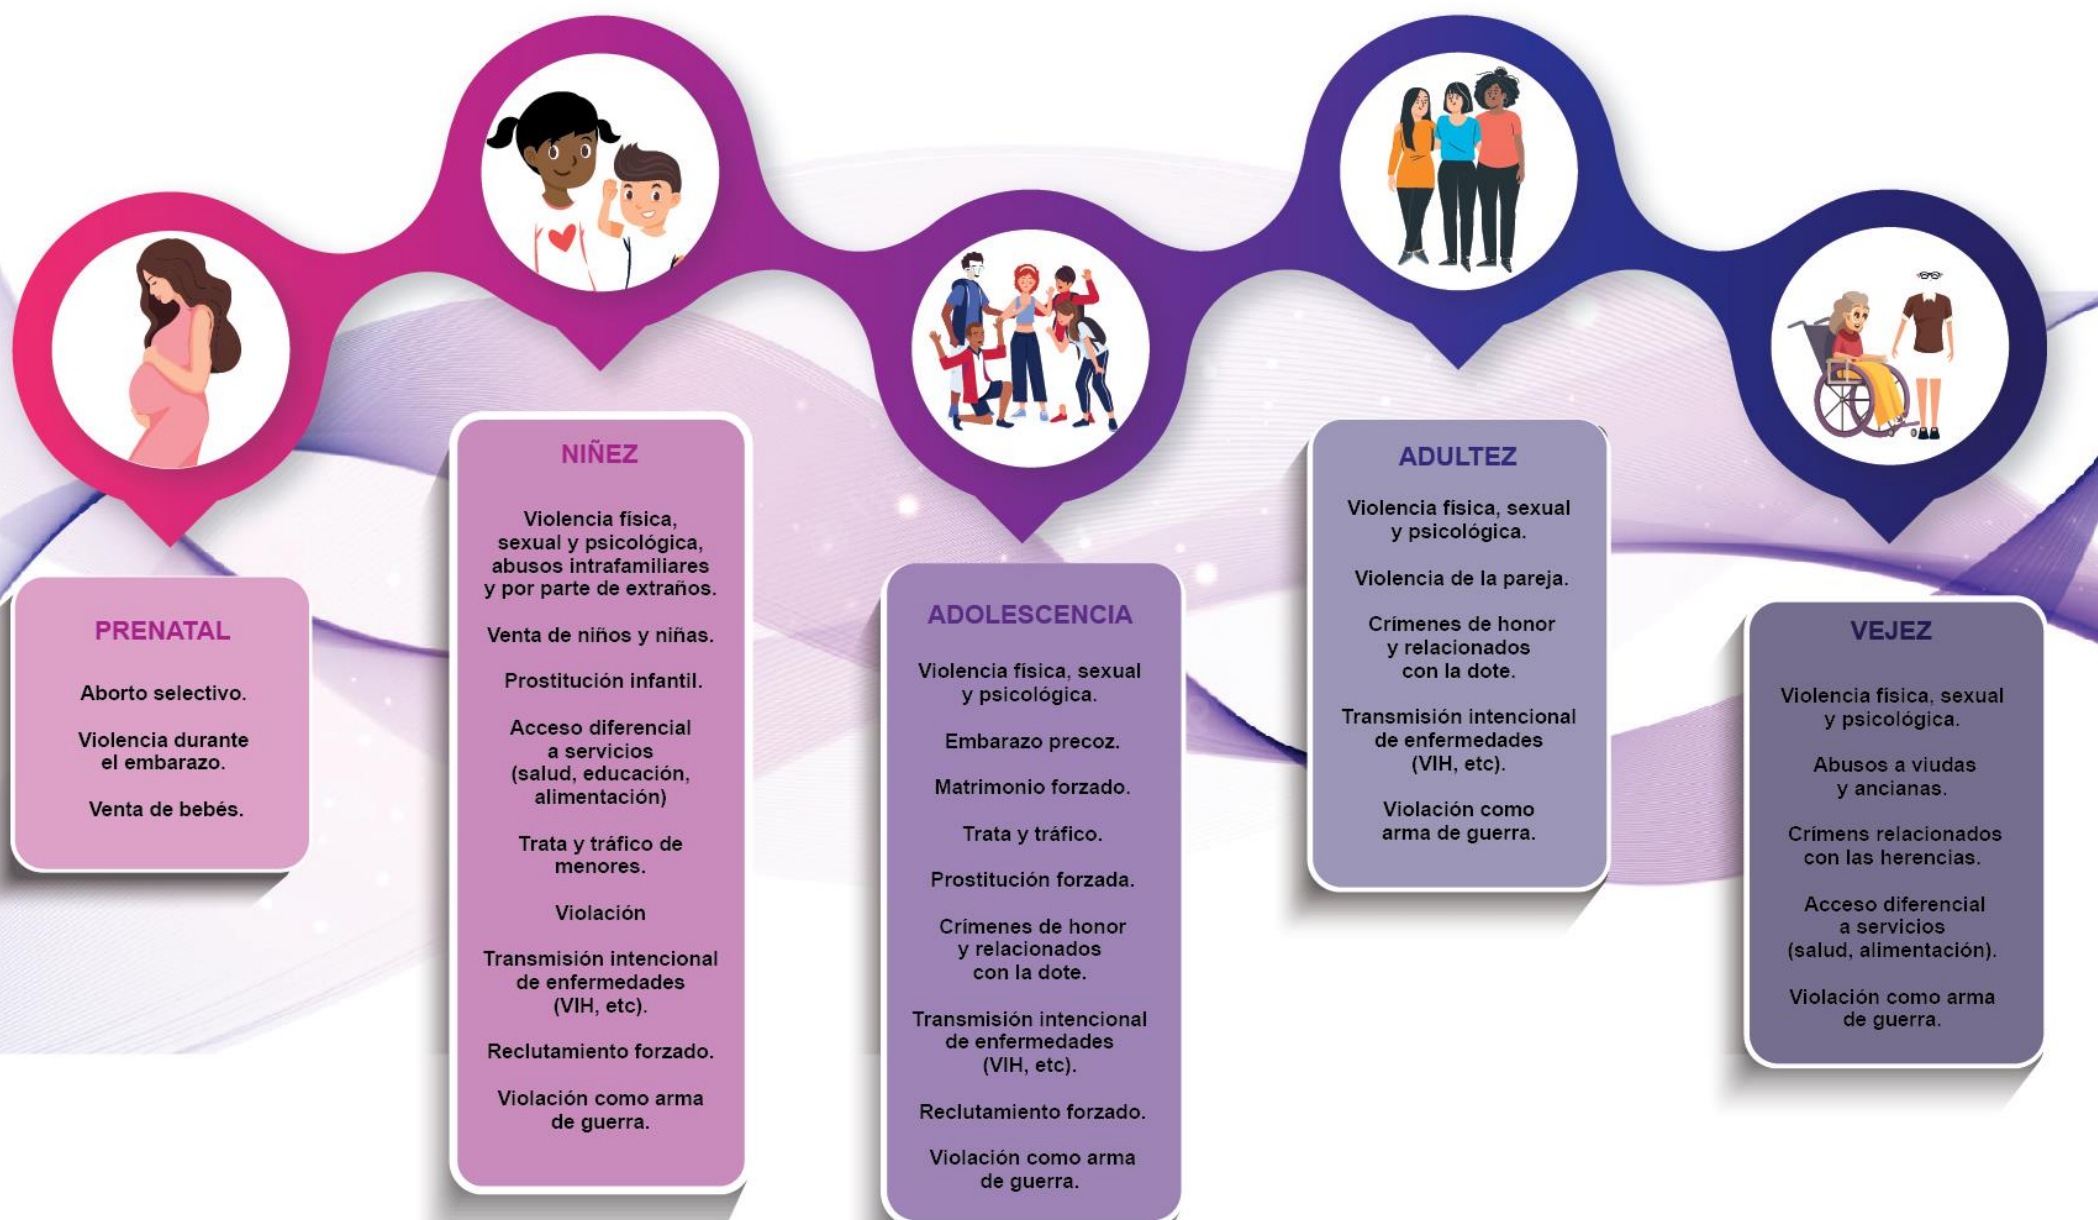 PRENATAL
Aborto selectivo.
Violencia durante
el embarazo.
Venta de bebés.
NIÑEZ
Violencia física,
sexual y psicológica,
abusos intrafamiliares
y por parte de extraños.
Venta de niños y niñas.
Prostitución infantil.
Acceso diferencial
a servicios
(salud, educación,
alimentación)
Trata y tráfico de
menores.
Violación
Transmisión intencional
de enfermedades
(VIH, etc).
Reclutamiento forzado.
Violación como arma
de guerra.
ADOLESCENCIA
Violencia física, sexual
y psicológica.
Embarazo precoz.
Matrimonio forzado.
Trata y tráfico.
Prostitución forzada.
Crímenes de honor
y relacionados
con la dote.
Transmisión intencional
de enfermedades
(VIH, etc).
Reclutamiento forzado.
Violación como arma
de guerra.
ADULTEZ
Violencia física, sexual
y psicológica.
Violencia de la pareja.
Crímenes de honor
y relacionados
con la dote.
Transmisión intencional
de enfermedades
(VIH, etc).
Violación como
arma de guerra.
VEJEZ
Violencia física, sexual
y psicológica.
Abusos a viudas
y ancianas.
Crímens relacionados
con las herencias.
Acceso diferencial
a servicios
(salud, alimentación).
Violación como arma
de guerra.